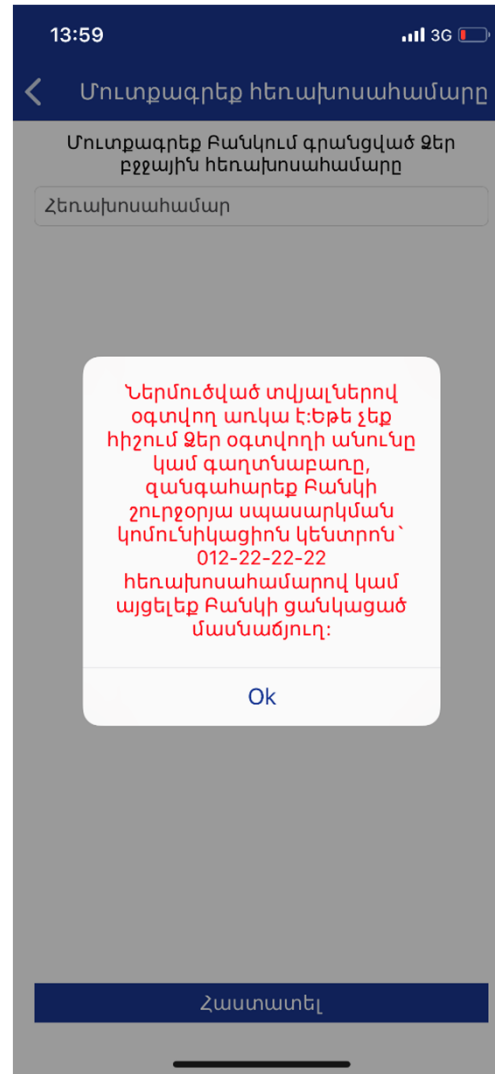 13:59
3G
Մուտքագրեք հեռախոսահամարը
Մուտքագրեք Բանկում գրանցված Ձեր
բջջային հեռախոսահամարը
Հեռախոսահամար
Ներմուծված տվյալներով
օգտվող առկա է:Եթե չեք
հիշում Ձեր օգտվողի անունը
կամ գաղտնաբառը,
զանգահարեք Բանկի
շուրջօրյա սպասարկման
կոմունիկացիոն կենտրոն`
012-22-22-22
հեռախոսահամարով կամ
այցելեք Բանկի ցանկացած
մասնաճյուղ:
Ok
Հաստատել